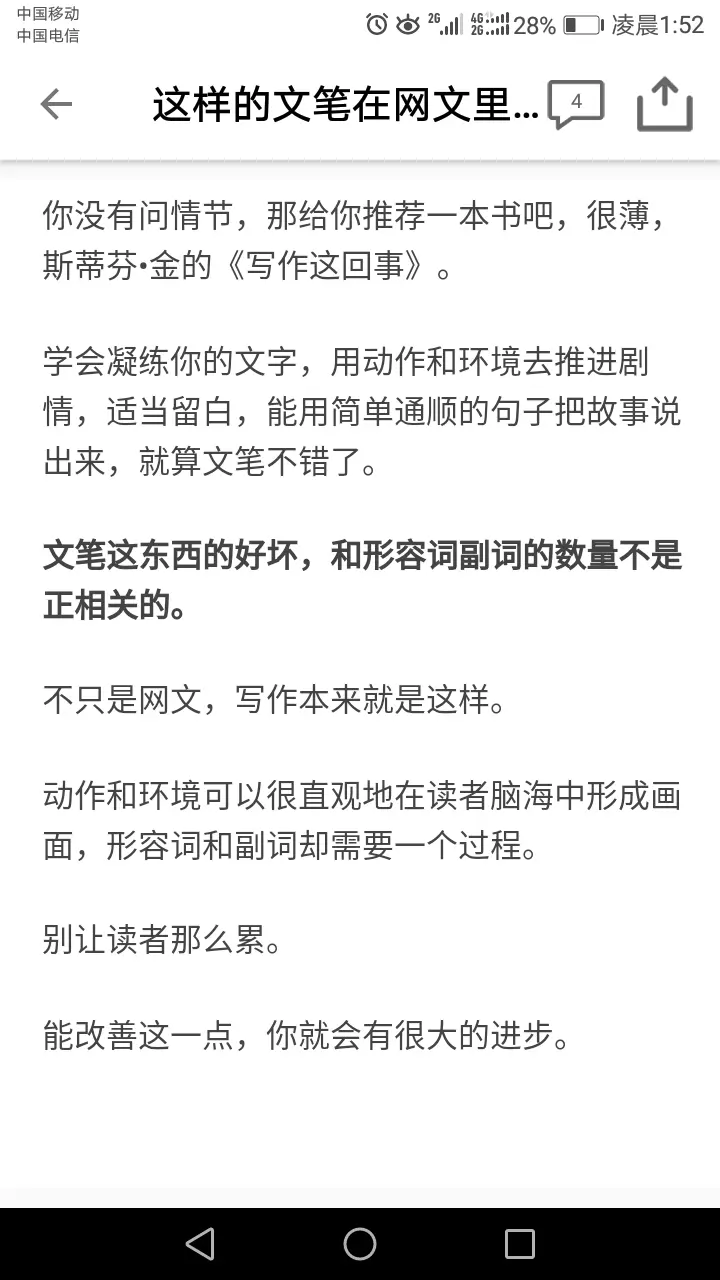 中国移动
中国电信
2G 4G 2G 28% 凌晨1:52
这样的文笔在网文里... 4
你没有问情节，那给你推荐一本书吧，很薄，
斯蒂芬•金的《写作这回事》。
学会凝练你的文字，用动作和环境去推进剧
情，适当留白，能用简单通顺的句子把故事说
出来，就算文笔不错了。
文笔这东西的好坏，和形容词副词的数量不是
正相关的。
不只是网文，写作本来就是这样。
动作和环境可以很直观地在读者脑海中形成画
面，形容词和副词却需要一个过程。
别让读者那么累。
能改善这一点，你就会有很大的进步。